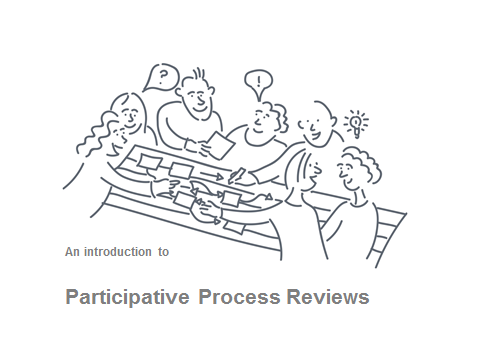 ?
!
An introduction to
Participative Process Reviews